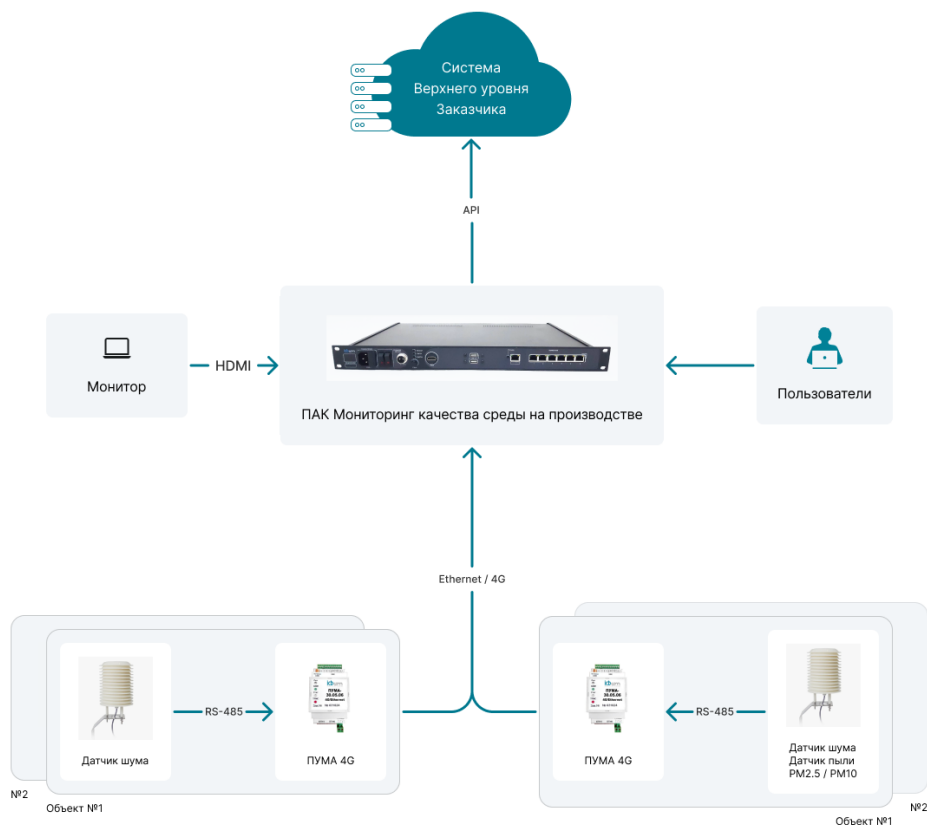 Система
Верхнего уровня
Заказчика
API
Монитор
HDMI
ПАК Мониторинг качества среды на производстве
Пользователи
Ethernet / 4G
Датчик шума
RS-485
ПУМА-
ПУМА 4G
№2
Объект №1
ПУМА-
ПУМА 4G
RS-485
Датчик шума
Датчик пыли
PM2.5 / PM10
№2
Объект №1